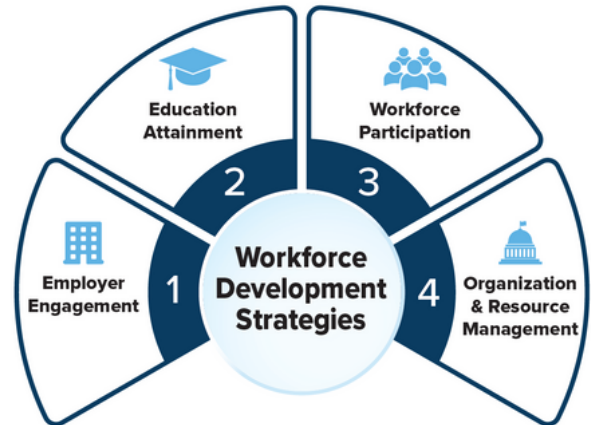 Workforce
Development
Strategies
1
Employer
Engagement
2
Education
Attainment
3
Workforce
Participation
4
Organization
& Resource
Management